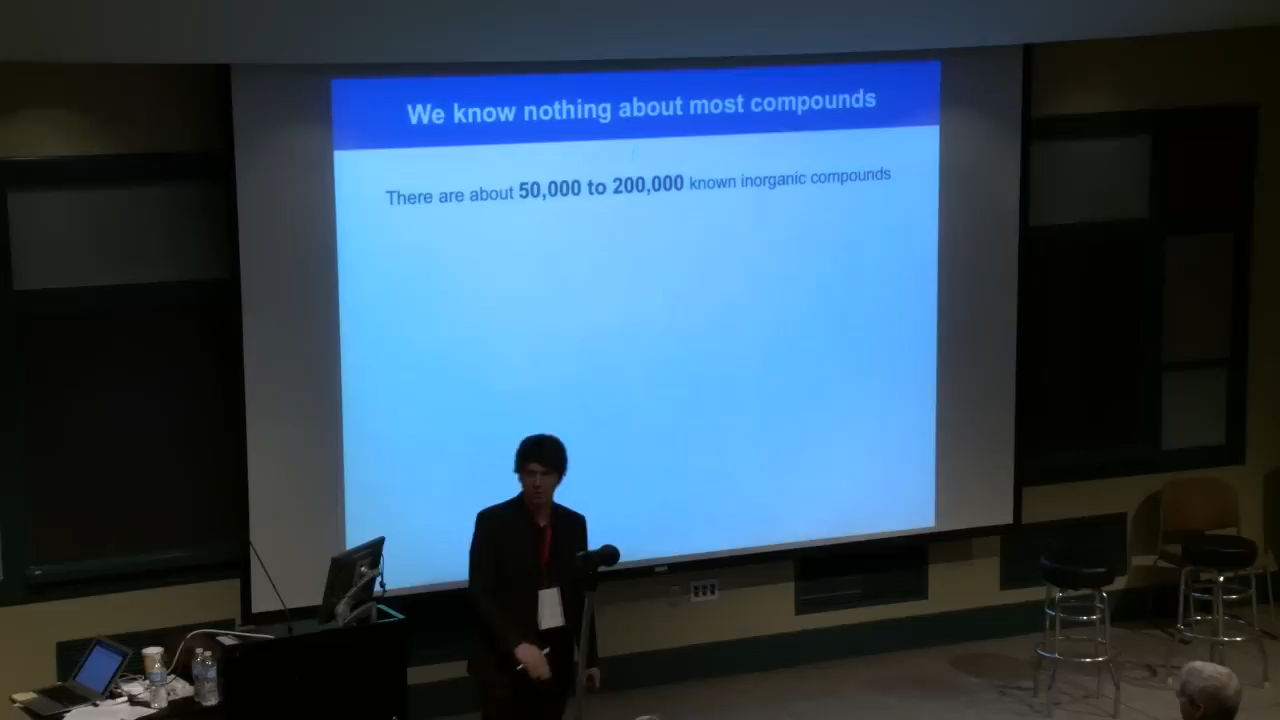 We know nothing about most compounds
There are about 50,000 to 200,000 known inorganic compounds